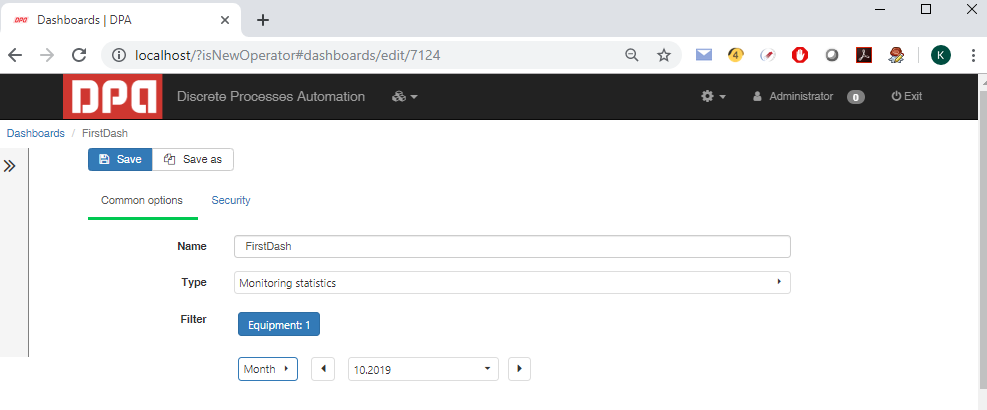 DPA Dashboards | DPA
localhost/?isNewOperator#dashboards/edit/7124
4
K
DPA Discrete Processes Automation Administrator 0 Exit
Dashboards / FirstDash
Save Save as
Common options Security
Name FirstDash
Type Monitoring statistics
Filter Equipment: 1
Month 10.2019